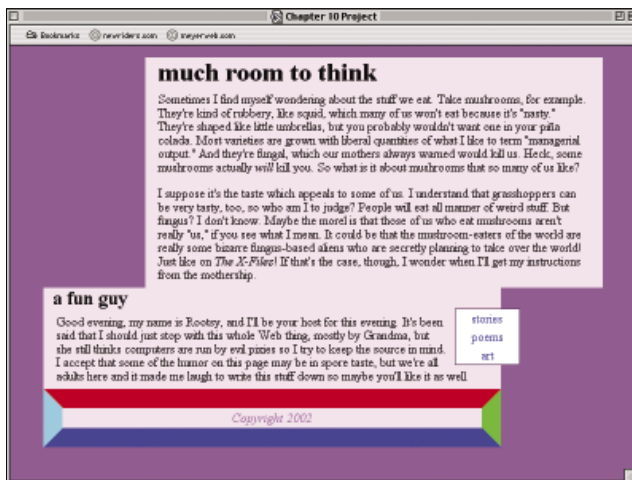 Chapter 10 Project
Bookmarks newriders.com meyerweb.com
much room to think
Sometimes I find myself wondering about the stuff we eat. Take mushrooms, for example.
They're kind of rubbery, like squid, which many of us won't eat because it's "nasty."
They're shaped like little umbrellas, but you probably wouldn't want one in your piña
colada. Most varieties are grown with liberal quantities of what I like to term "managerial
output." And they're fungal, which our mothers always warned would kill us. Heck, some
mushrooms actually will kill you. So what is it about mushrooms that so many of us like?
I suppose it's the taste which appeals to some of us. I understand that grasshoppers can
be very tasty, too, so who am I to judge? People will eat all manner of weird stuff. But
fungus? I don't know. Maybe the morel is that those of us who eat mushrooms aren't
really "us," if you see what I mean. It could be that the mushroom-eaters of the world are
really some bizarre fungus-based aliens who are secretly planning to take over the world!
Just like on The X-Files! If that's the case, though, I wonder when I'll get my instructions
from the mothership.
a fun guy
Good evening, my name is Rootsy, and I'll be your host for this evening. It's been
said that I should just stop with this whole Web thing, mostly by Grandma, but
she still thinks computers are run by evil pixies so I try to keep the source in mind.
I accept that some of the humor on this page may be in spore taste, but we're all
adults here and it made me laugh to write this stuff down so maybe you'll like it as well.
stories
poems
art
Copyright 2002